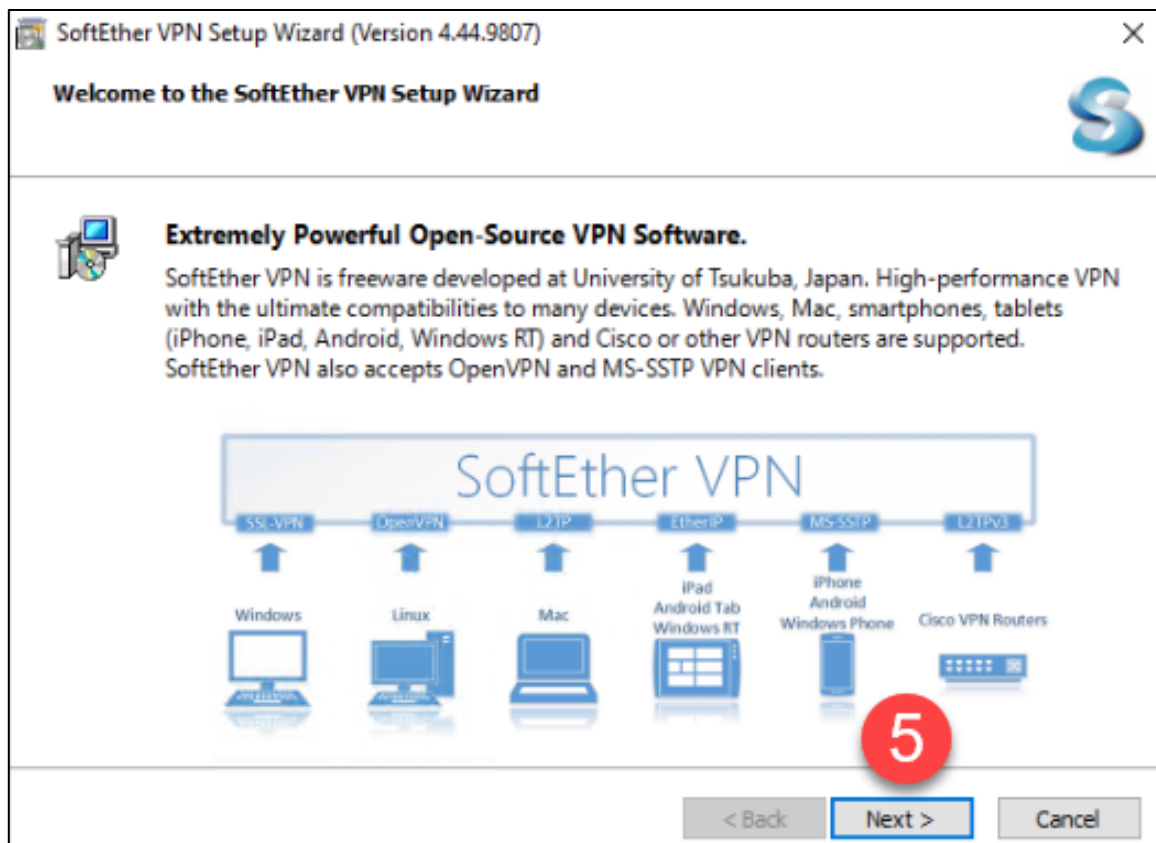 SoftEther VPN Setup Wizard (Version 4.44.9807)
Welcome to the SoftEther VPN Setup Wizard
Extremely Powerful Open-Source VPN Software.
SoftEther VPN is freeware developed at University of Tsukuba, Japan. High-performance VPN
with the ultimate compatibilities to many devices. Windows, Mac, smartphones, tablets
(iPhone, iPad, Android, Windows RT) and Cisco or other VPN routers are supported.
SoftEther VPN also accepts OpenVPN and MS-SSTP VPN clients.
SoftEther VPN
SSL-VPN OpenVPN L2TP EtherIP MS-SSTP L2TPv3
Windows
Linux
Mac
iPad
Android Tab
Windows RT
iPhone
Android
Windows Phone
Cisco VPN Routers
5
< Back Next > Cancel